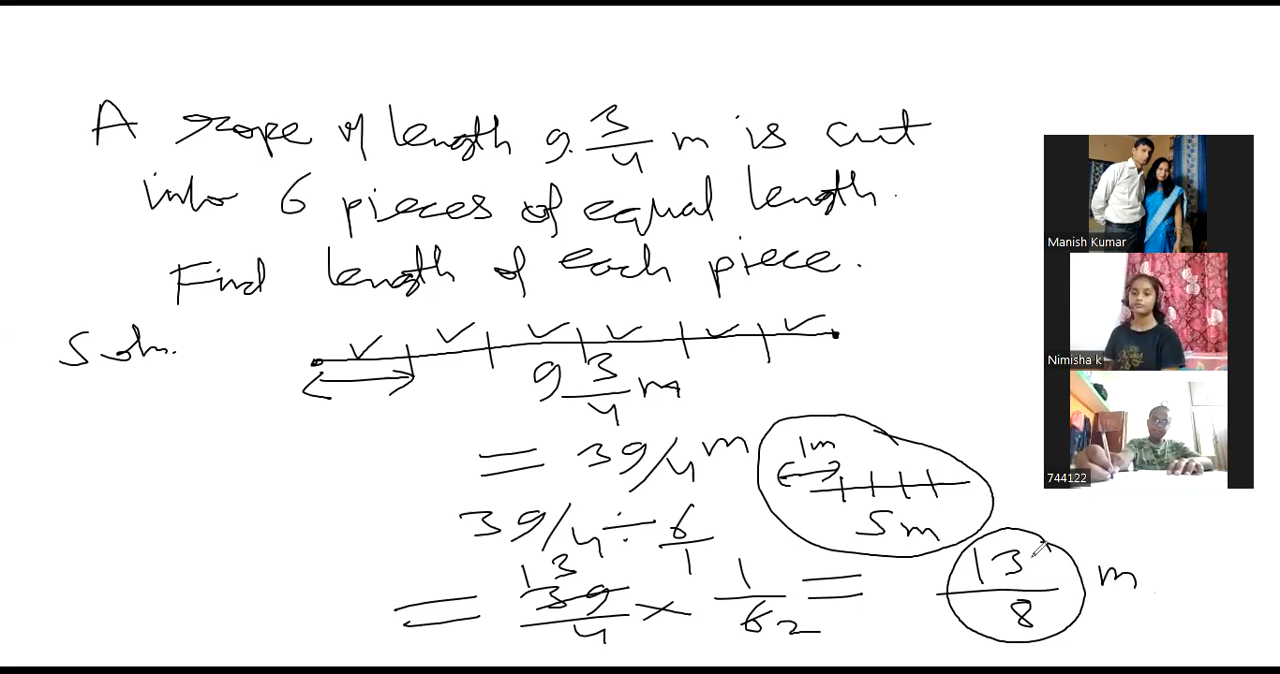 A rope of length 9 3/4 m is cut
into 6 pieces of equal length.
Find length of each piece.
Soln.
9 3/4 m
= 39/4 m
1m
5m
39/4 ÷ 6/1
= 39/4 × 1/6 = 13/8 m
13
2
Manish Kumar
Nimisha k
744122